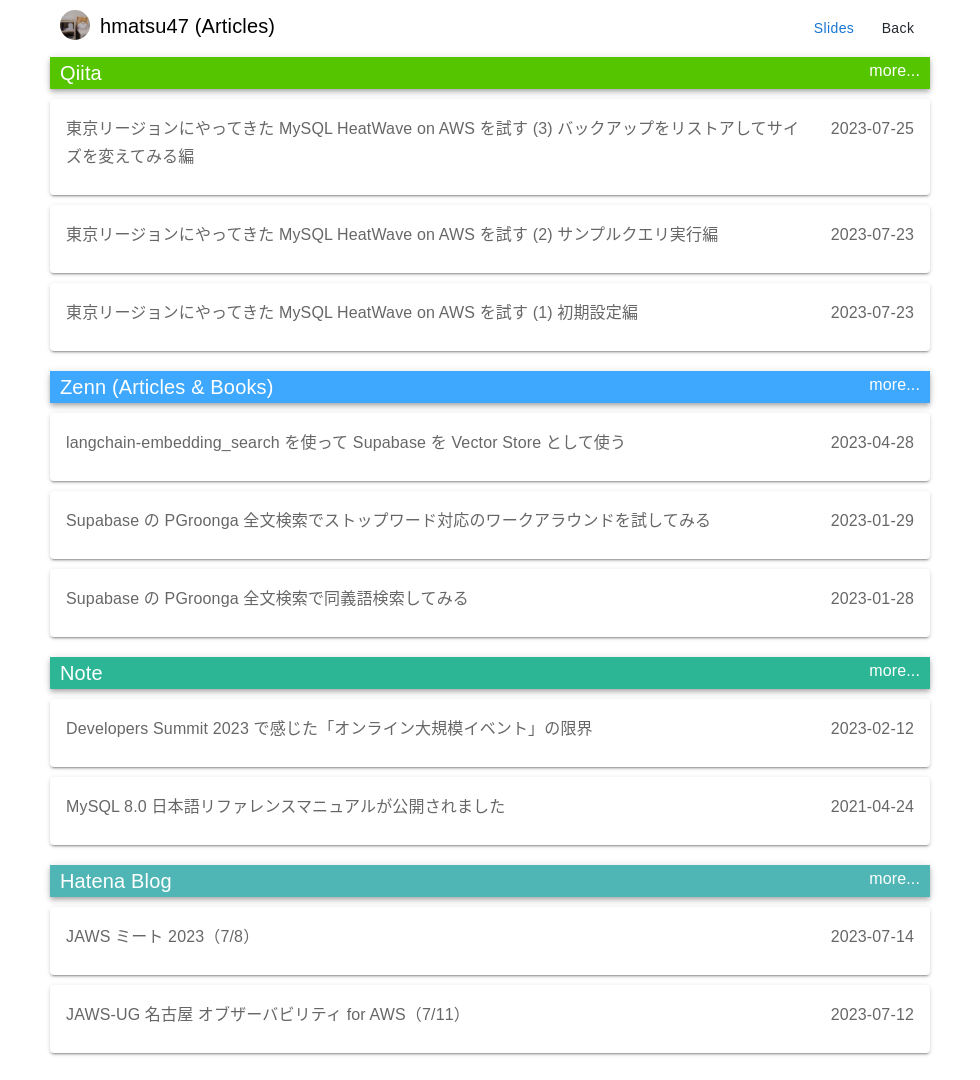 hmatsu47 (Articles)
Slides
Back
Qiita
more...
東京リージョンにやってきた MySQL HeatWave on AWS を試す (3) バックアップをリストアしてサイ
ズを変えてみる編
2023-07-25
東京リージョンにやってきた MySQL HeatWave on AWS を試す (2) サンプルクエリ実行編
2023-07-23
東京リージョンにやってきた MySQL HeatWave on AWS を試す (1) 初期設定編
2023-07-23
Zenn (Articles & Books)
more...
langchain-embedding_search を使って Supabase を Vector Store として使う
2023-04-28
Supabase の PGroonga 全文検索でストップワード対応のワークアラウンドを試してみる
2023-01-29
Supabase の PGroonga 全文検索で同義語検索してみる
2023-01-28
Note
more...
Developers Summit 2023 で感じた「オンライン大規模イベント」の限界
2023-02-12
MySQL 8.0 日本語リファレンスマニュアルが公開されました
2021-04-24
Hatena Blog
more...
JAWS ミート 2023（7/8）
2023-07-14
JAWS-UG 名古屋 オブザーバビリティ for AWS（7/11）
2023-07-12